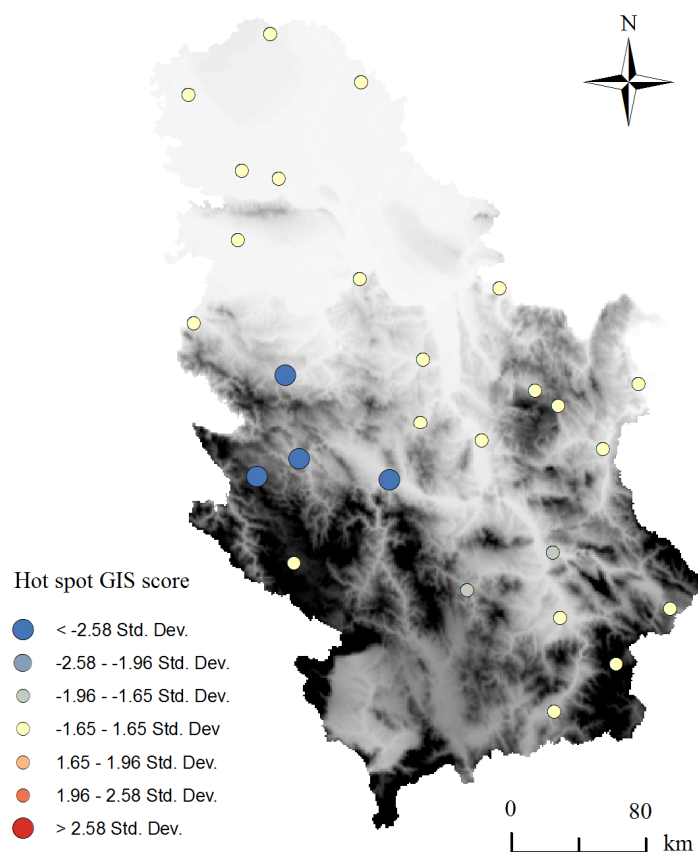 N
Hot spot GIS score
< -2.58 Std. Dev.
-2.58 - -1.96 Std. Dev.
-1.96 - -1.65 Std. Dev.
-1.65 - 1.65 Std. Dev
1.65 - 1.96 Std. Dev.
1.96 - 2.58 Std. Dev.
> 2.58 Std. Dev.
0 80
km